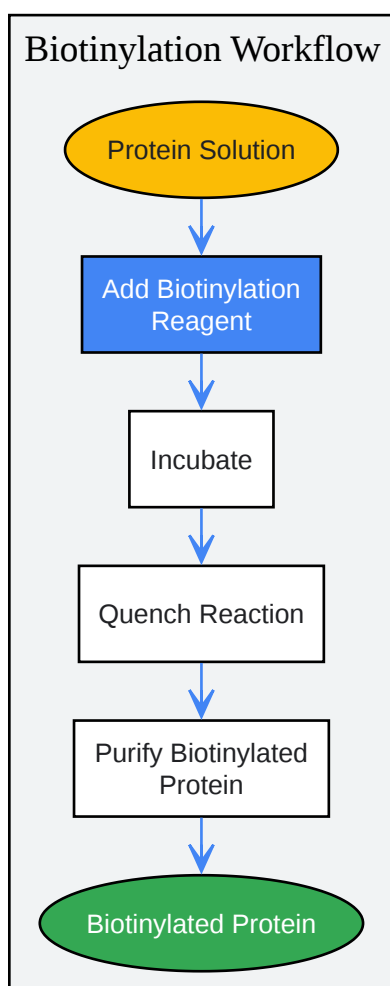 Biotinylation Workflow
Protein Solution
Add Biotinylation
Reagent
Incubate
Quench Reaction
Purify Biotinylated
Protein
Biotinylated Protein